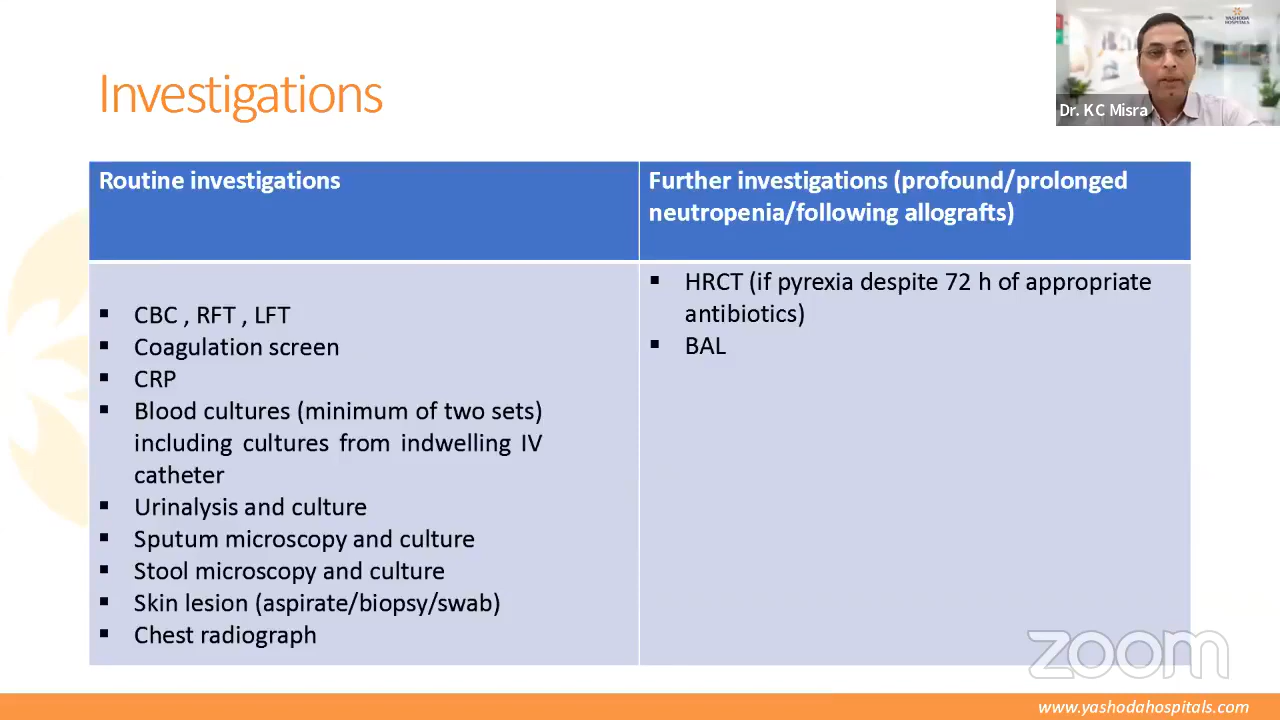 YASHODA
HOSPITALS
Investigations
Dr. KC Misra
Routine investigations
Further investigations (profound/prolonged
neutropenia/following allografts)
▪ CBC , RFT , LFT
▪ Coagulation screen
▪ CRP
▪ Blood cultures (minimum of two sets)
including cultures from indwelling IV
catheter
▪ Urinalysis and culture
▪ Sputum microscopy and culture
▪ Stool microscopy and culture
▪ Skin lesion (aspirate/biopsy/swab)
▪ Chest radiograph
▪ HRCT (if pyrexia despite 72 h of appropriate
antibiotics)
▪ BAL
zoom
www.yashodahospitals.com